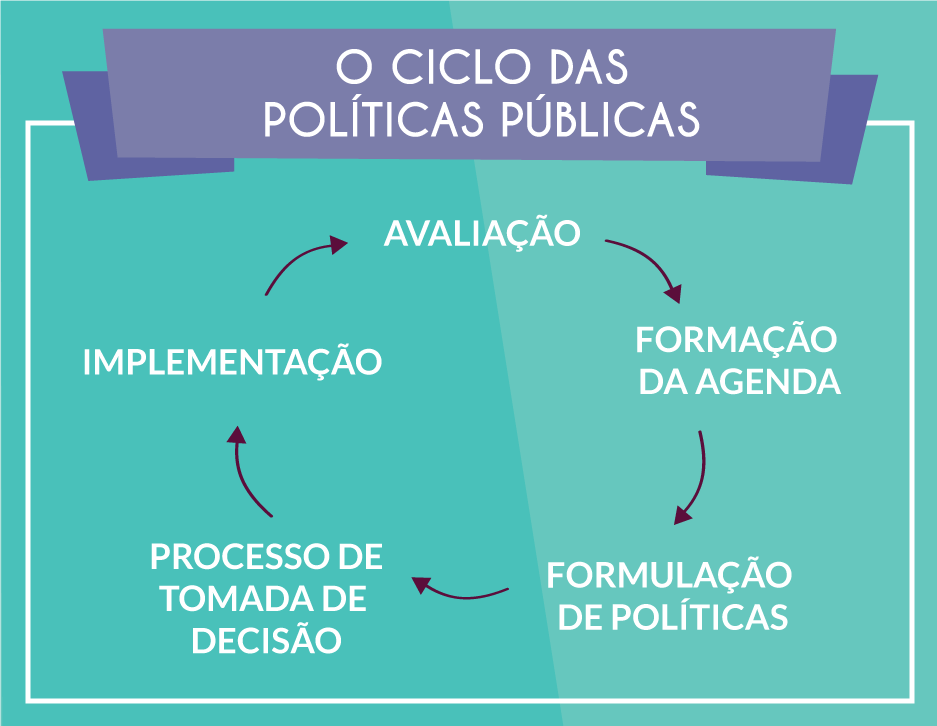 O CICLO DAS
POLÍTICAS PÚBLICAS
AVALIAÇÃO
FORMAÇÃO
DA AGENDA
FORMULAÇÃO
DE POLÍTICAS
PROCESSO DE
TOMADA DE
DECISÃO
IMPLEMENTAÇÃO